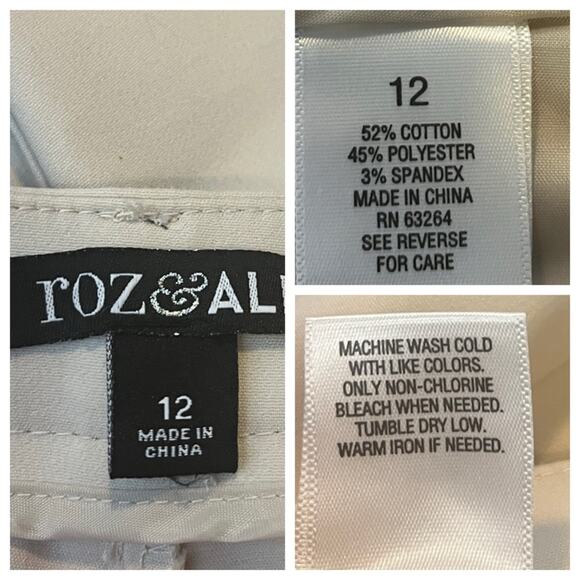 roz&AL
12
MADE IN
CHINA
12
52% COTTON
45% POLYESTER
3% SPANDEX
MADE IN CHINA
RN 63264
SEE REVERSE
FOR CARE
MACHINE WASH COLD
WITH LIKE COLORS.
ONLY NON-CHLORINE
BLEACH WHEN NEEDED.
TUMBLE DRY LOW.
WARM IRON IF NEEDED.